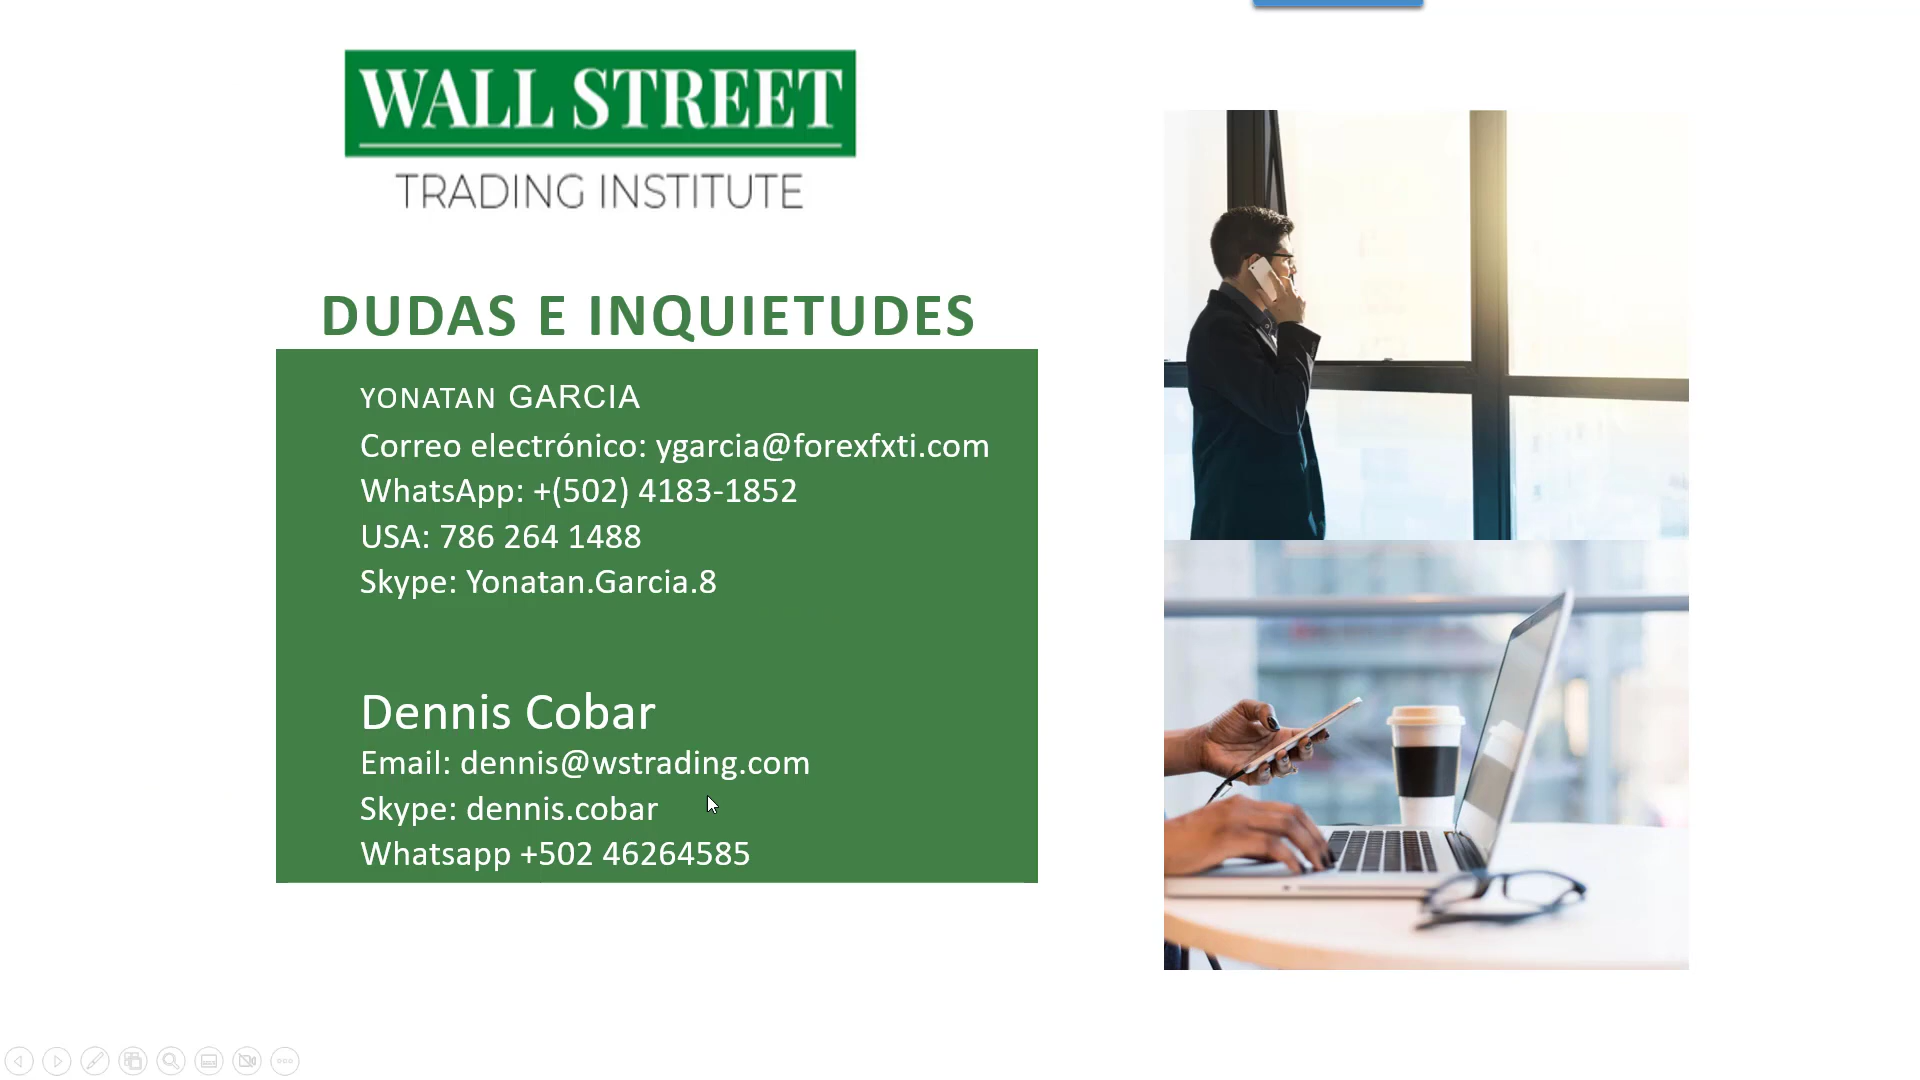 WALL STREET
TRADING INSTITUTE
DUDAS E INQUIETUDES
YONATAN GARCIA
Correo electrónico: ygarcia@forexfxti.com
WhatsApp: +(502) 4183-1852
USA: 786 264 1488
Skype: Yonatan.Garcia.8
Dennis Cobar
Email: dennis@wstrading.com
Skype: dennis.cobar
Whatsapp +502 46264585